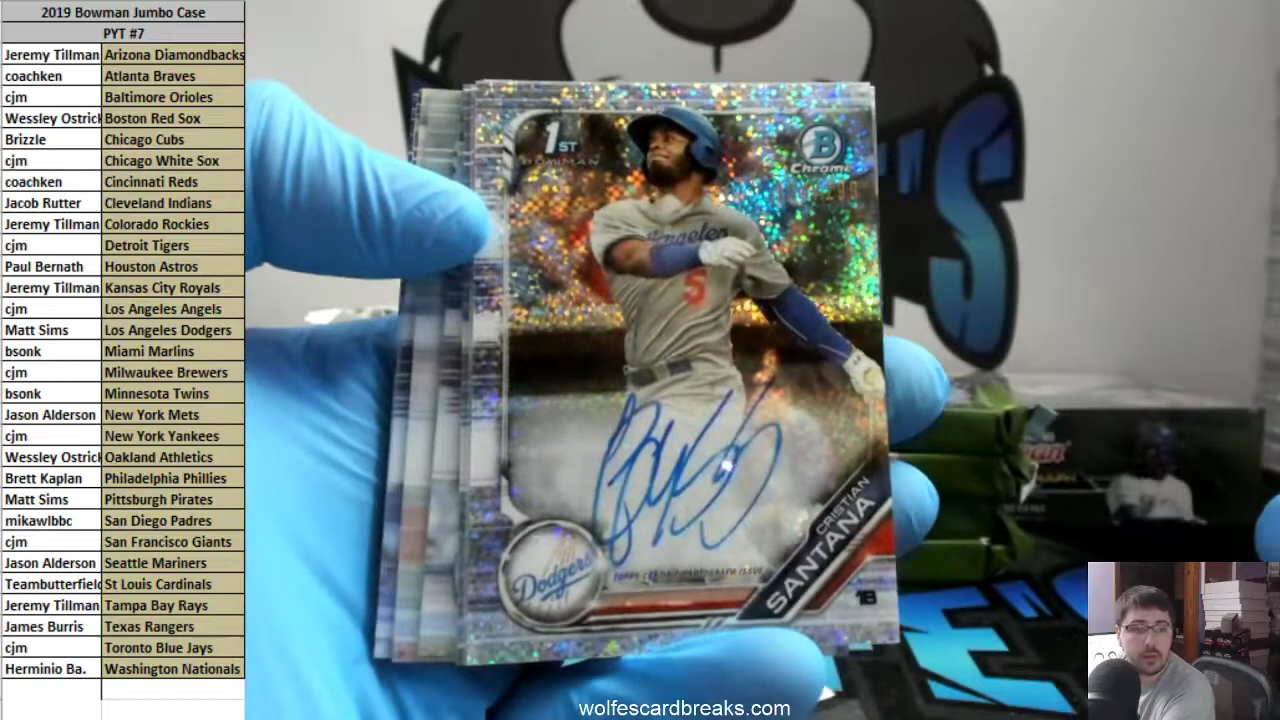 2019 Bowman Jumbo Case
PYT #7
Jeremy Tillman Arizona Diamondbacks
coachken Atlanta Braves
cjm Baltimore Orioles
Wessley Ostrick Boston Red Sox
Brizzle Chicago Cubs
cjm Chicago White Sox
coachken Cincinnati Reds
Jacob Rutter Cleveland Indians
Jeremy Tillman Colorado Rockies
cjm Detroit Tigers
Paul Bernath Houston Astros
Jeremy Tillman Kansas City Royals
cjm Los Angeles Angels
Matt Sims Los Angeles Dodgers
bsonk Miami Marlins
cjm Milwaukee Brewers
bsonk Minnesota Twins
Jason Alderson New York Mets
cjm New York Yankees
Wessley Ostrick Oakland Athletics
Brett Kaplan Philadelphia Phillies
Matt Sims Pittsburgh Pirates
mikawlbbc San Diego Padres
cjm San Francisco Giants
Jason Alderson Seattle Mariners
Teambutterfield St Louis Cardinals
Jeremy Tillman Tampa Bay Rays
James Burris Texas Rangers
cjm Toronto Blue Jays
Herminio Ba. Washington Nationals
1ST
BOWMAN
B
Chrome
Angeles
5
CRISTIAN
SANTANA
Dodgers
3B
wolfescardbreaks.com